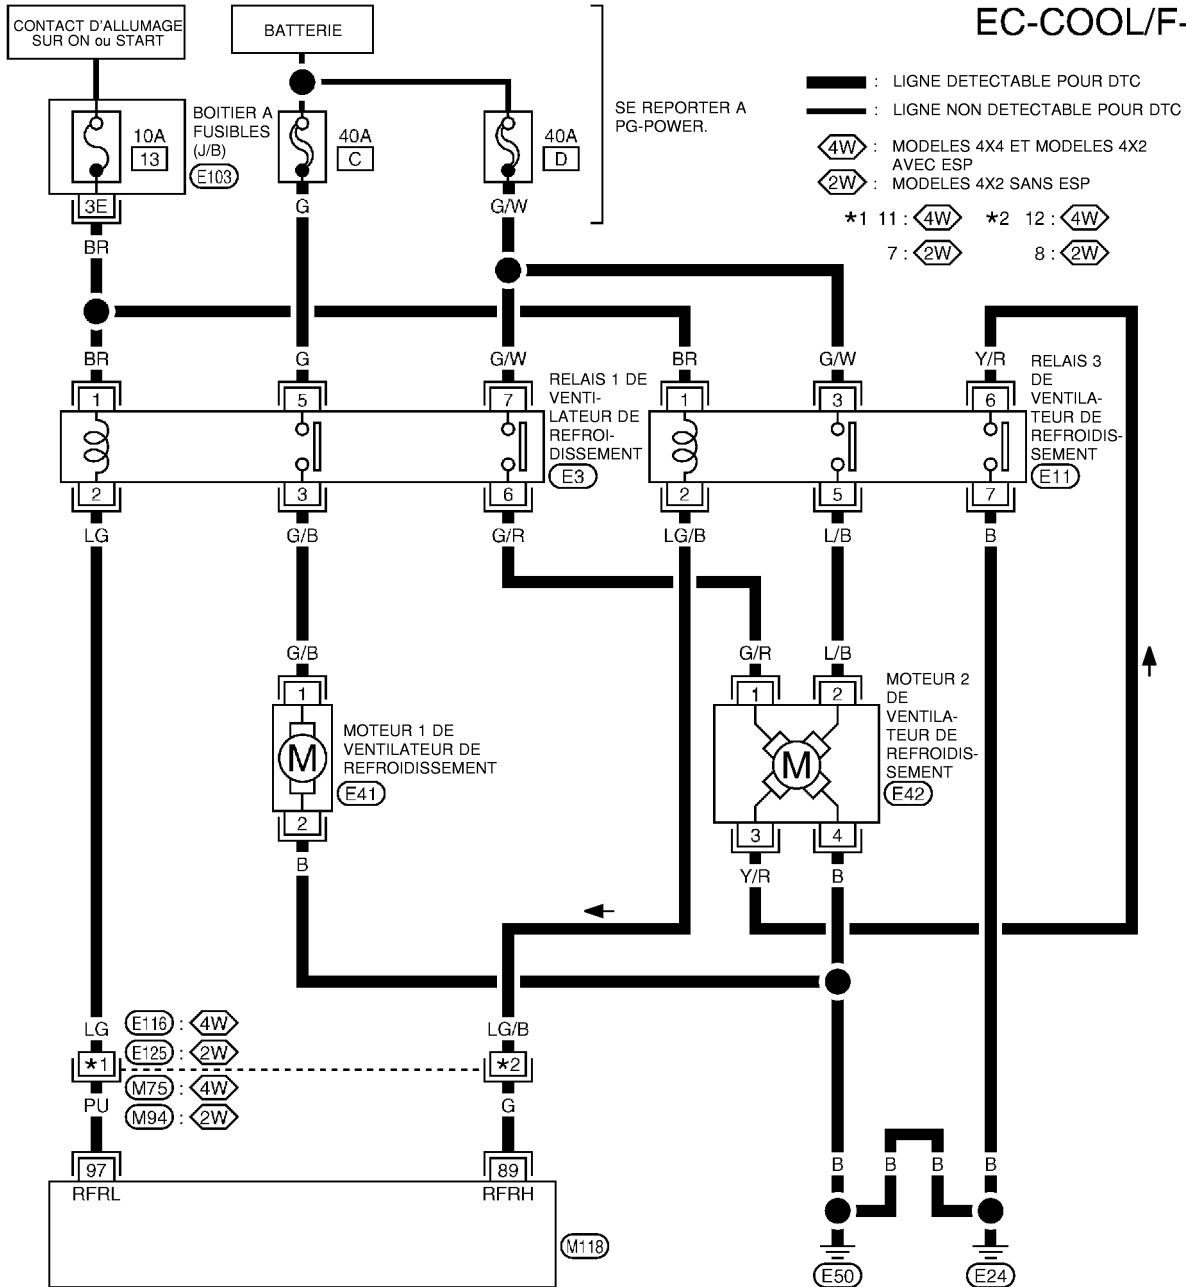 EC-COOL/F-
CONTACT D'ALLUMAGE
SUR ON ou START
BATTERIE
10A
13
BOITIER A
FUSIBLES
(J/B)
E103
40A
C
40A
D
SE REPORTER A
PG-POWER.
: LIGNE DETECTABLE POUR DTC
: LIGNE NON DETECTABLE POUR DTC
4W : MODELES 4X4 ET MODELES 4X2
AVEC ESP
2W : MODELES 4X2 SANS ESP
*1 11 : 4W *2 12 : 4W
7 : 2W 8 : 2W
3E
G
G/W
BR
BR
G
G/W
BR
G/W
Y/R
1
5
7
1
3
6
RELAIS 1 DE
VENTI-
LATEUR DE
REFROI-
DISSEMENT
E3
RELAIS 3
DE
VENTILA-
TEUR DE
REFROIDIS-
SEMENT
E11
2
3
6
2
5
7
LG
G/B
G/R
LG/B
L/B
B
G/B
G/R
L/B
1
1
2
MOTEUR 1 DE
VENTILATEUR DE
REFROIDISSEMENT
E41
M
M
MOTEUR 2
DE
VENTILA-
TEUR DE
REFROIDIS-
SEMENT
E42
2
3
4
B
Y/R
B
LG
E116 : 4W
E125 : 2W
LG/B
*1
*2
M75 : 4W
M94 : 2W
PU
G
97
89
RFRL
RFRH
M118
B
B
B
B
E50
E24